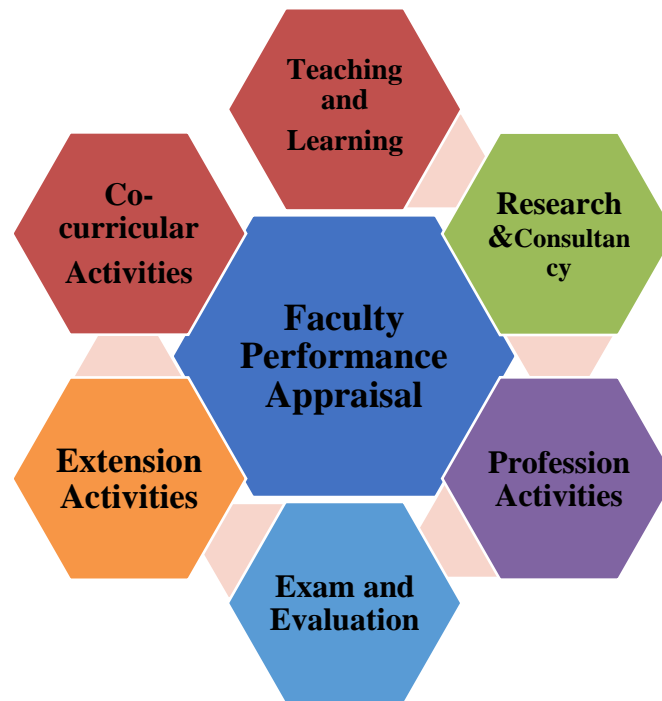 Teaching
and
Learning
Research
&Consultan
cy
Profession
Activities
Exam and
Evaluation
Extension
Activities
Co-
curricular
Activities
Faculty
Performance
Appraisal